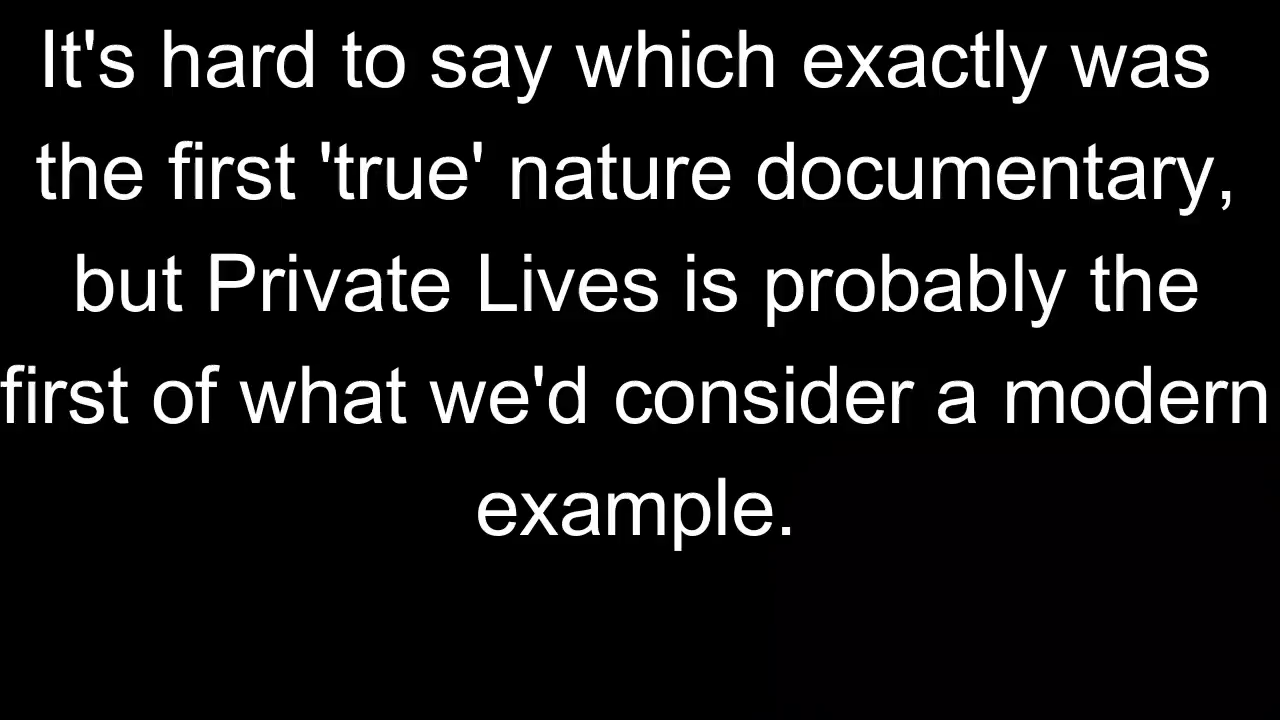 It's hard to say which exactly was
the first 'true' nature documentary,
but Private Lives is probably the
first of what we'd consider a modern
example.